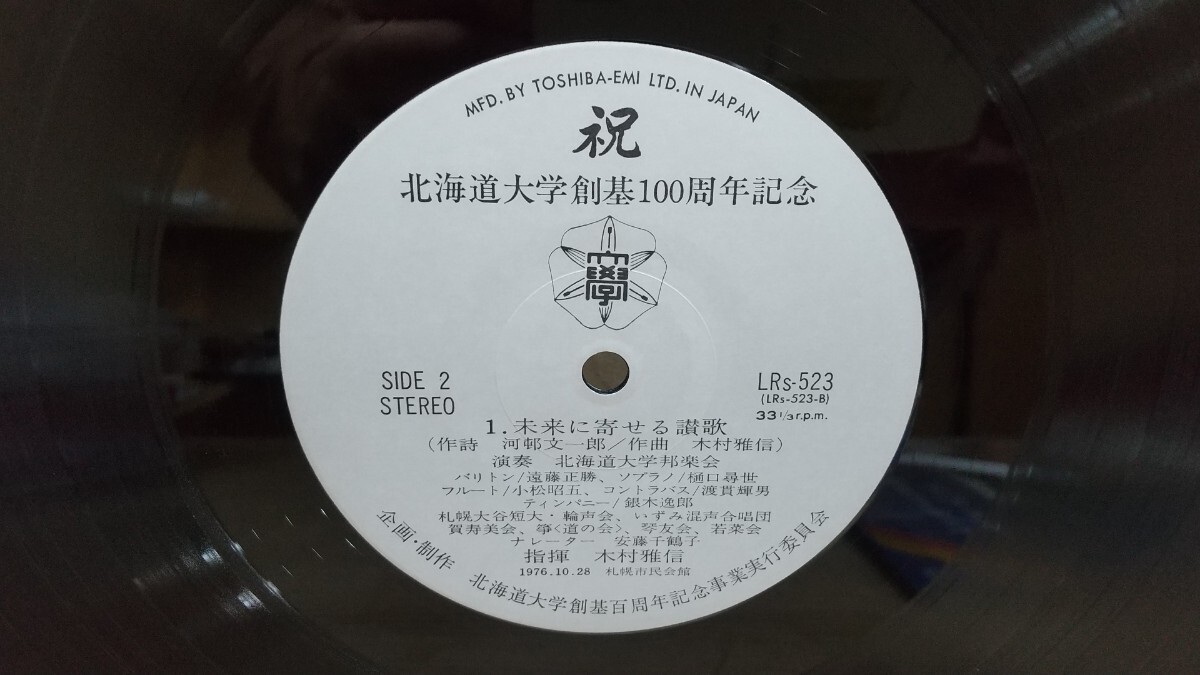 MFD. BY TOSHIBA-EMI LTD. IN JAPAN
祝
北海道大学創基100周年記念
大學
SIDE 2
STEREO
LRs-523
(LRs-523-B)
33 1/3 r.p.m.
1. 未来に寄せる讃歌
(作詩 河邨文一郎/作曲 木村雅信)
演奏 北海道大学邦楽会
バリトン/遠藤正勝、ソプラノ/樋口尋世
フルート/小松昭五、コントラバス/渡貫輝男
ティンパニー/銀木逸郎
札幌大谷短大・輪声会、いずみ混声合唱団
賀寿美会、箏〈道の会〉、琴友会、若菜会
ナレーター 安藤千鶴子
指揮 木村雅信
1976.10.28 札幌市民会館
企画・制作 北海道大学創基百周年記念事業実行委員会